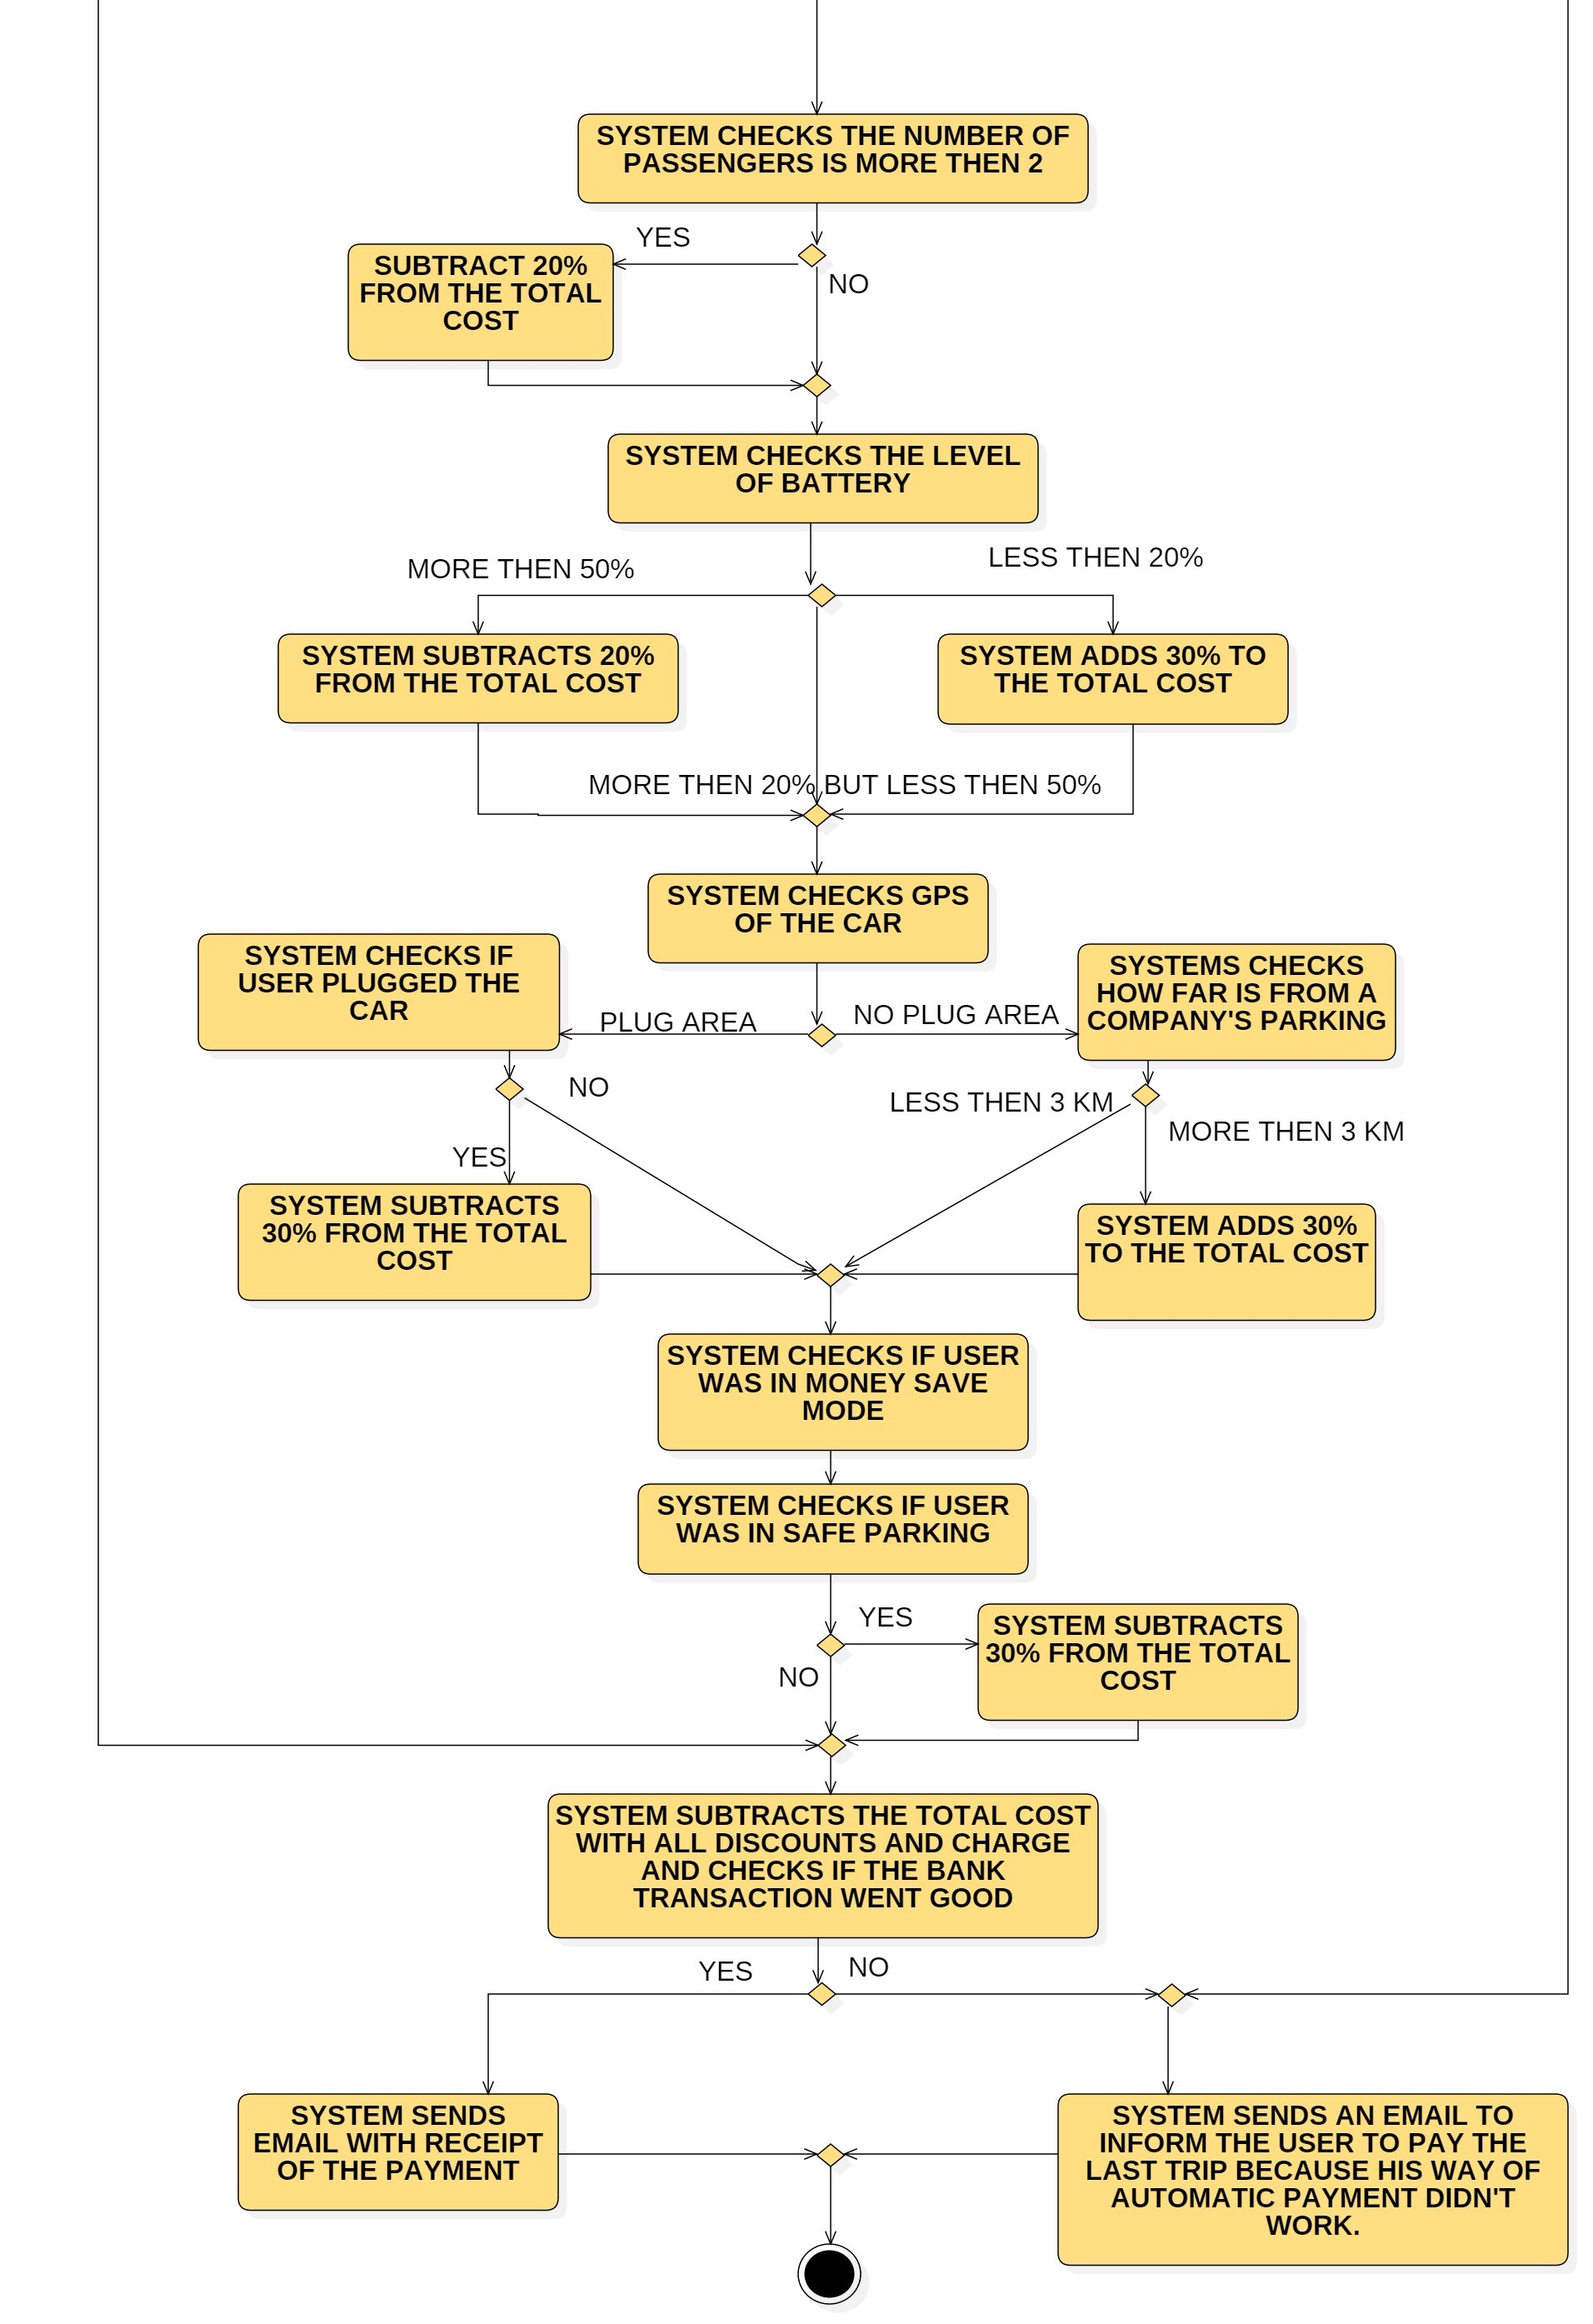 SYSTEM CHECKS THE NUMBER OF
PASSENGERS IS MORE THEN 2
YES
SUBTRACT 20%
FROM THE TOTAL
COST
NO
SYSTEM CHECKS THE LEVEL
OF BATTERY
MORE THEN 50%
LESS THEN 20%
SYSTEM SUBTRACTS 20%
FROM THE TOTAL COST
SYSTEM ADDS 30% TO
THE TOTAL COST
MORE THEN 20% BUT LESS THEN 50%
SYSTEM CHECKS GPS
OF THE CAR
SYSTEM CHECKS IF
USER PLUGGED THE
CAR
SYSTEMS CHECKS
HOW FAR IS FROM A
COMPANY'S PARKING
PLUG AREA
NO PLUG AREA
NO
LESS THEN 3 KM
MORE THEN 3 KM
YES
SYSTEM SUBTRACTS
30% FROM THE TOTAL
COST
SYSTEM ADDS 30%
TO THE TOTAL COST
SYSTEM CHECKS IF USER
WAS IN MONEY SAVE
MODE
SYSTEM CHECKS IF USER
WAS IN SAFE PARKING
YES
SYSTEM SUBTRACTS
30% FROM THE TOTAL
COST
NO
SYSTEM SUBTRACTS THE TOTAL COST
WITH ALL DISCOUNTS AND CHARGE
AND CHECKS IF THE BANK
TRANSACTION WENT GOOD
YES
NO
SYSTEM SENDS
EMAIL WITH RECEIPT
OF THE PAYMENT
SYSTEM SENDS AN EMAIL TO
INFORM THE USER TO PAY THE
LAST TRIP BECAUSE HIS WAY OF
AUTOMATIC PAYMENT DIDN'T
WORK.